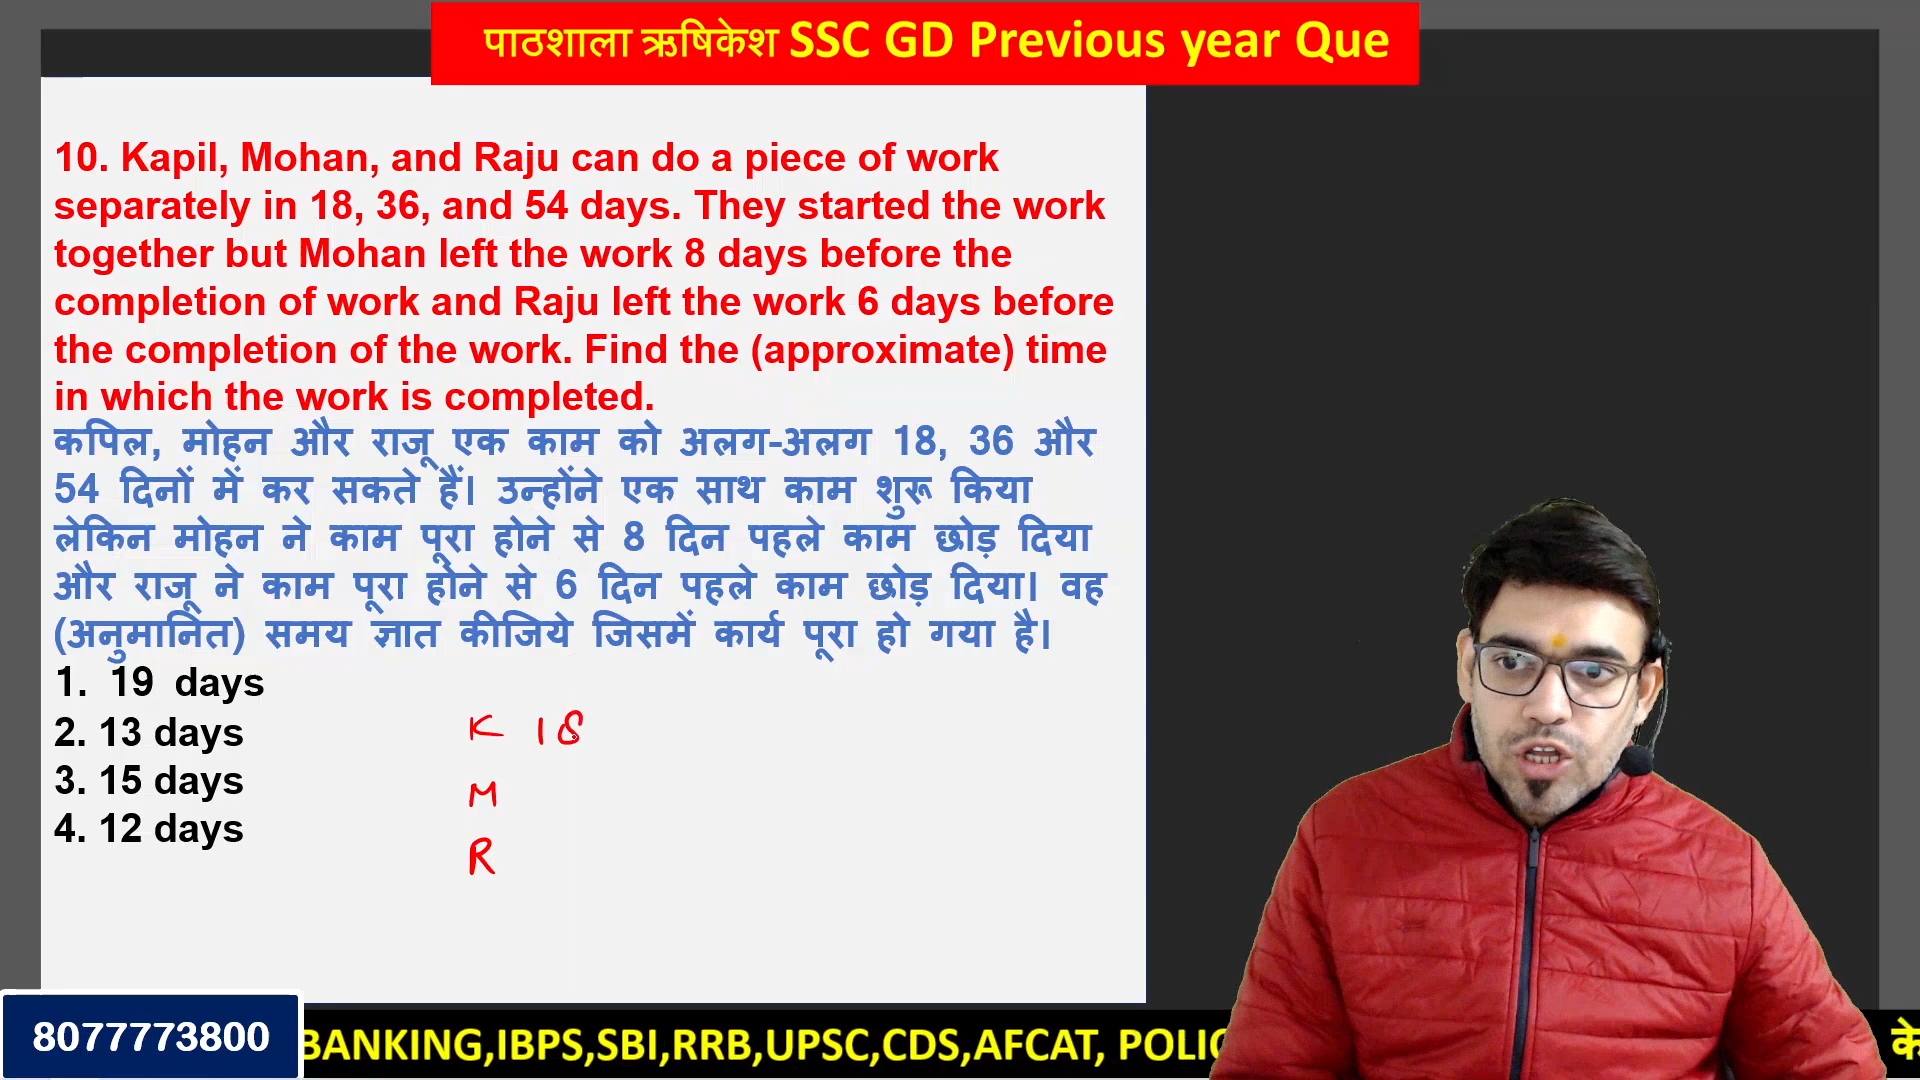 पाठशाला ऋषिकेश SSC GD Previous year Que
10. Kapil, Mohan, and Raju can do a piece of work
separately in 18, 36, and 54 days. They started the work
together but Mohan left the work 8 days before the
completion of work and Raju left the work 6 days before
the completion of the work. Find the (approximate) time
in which the work is completed.
कपिल, मोहन और राजू एक काम को अलग-अलग 18, 36 और
54 दिनों में कर सकते हैं। उन्होंने एक साथ काम शुरू किया
लेकिन मोहन ने काम पूरा होने से 8 दिन पहले काम छोड़ दिया
और राजू ने काम पूरा होने से 6 दिन पहले काम छोड़ दिया। वह
(अनुमानित) समय ज्ञात कीजिये जिसमें कार्य पूरा हो गया है।
1. 19 days
2. 13 days
3. 15 days
4. 12 days
K 18
M
R
8077773800
BANKING,IBPS,SBI,RRB,UPSC,CDS,AFCAT, POLIC
के